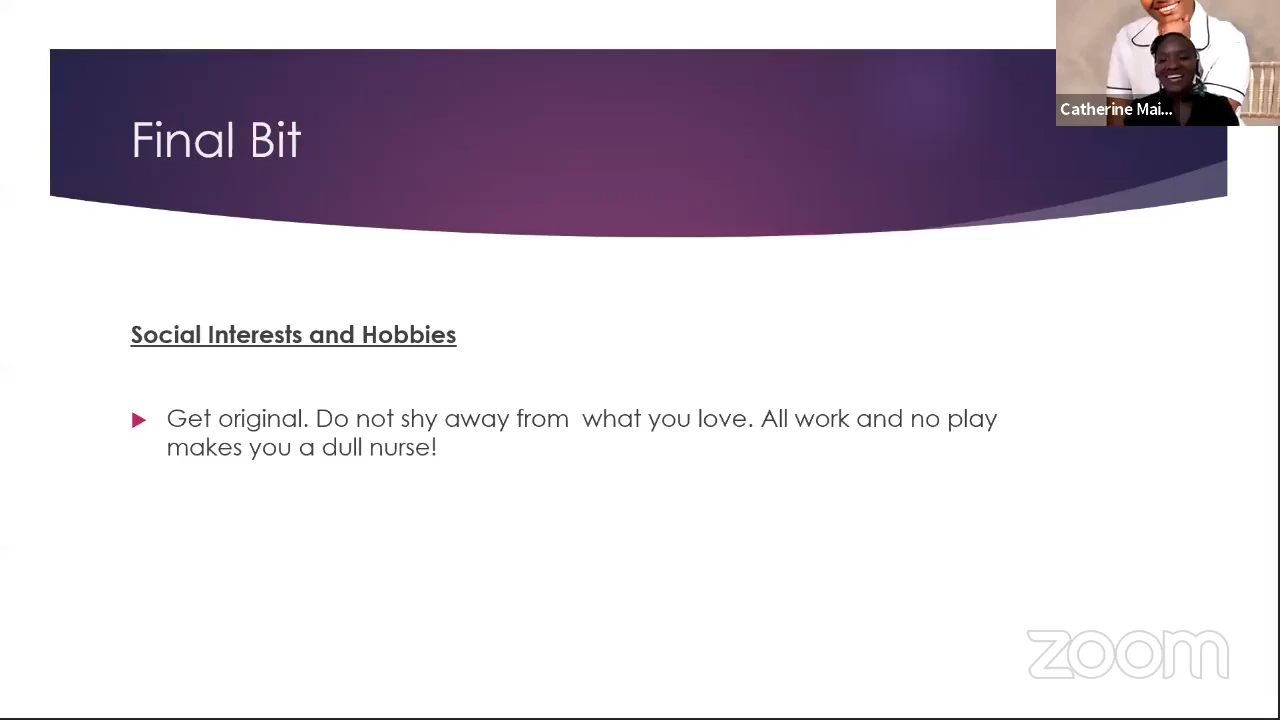 Catherine Mai...
Final Bit
Social Interests and Hobbies
Get original. Do not shy away from  what you love. All work and no play
makes you a dull nurse!
zoom